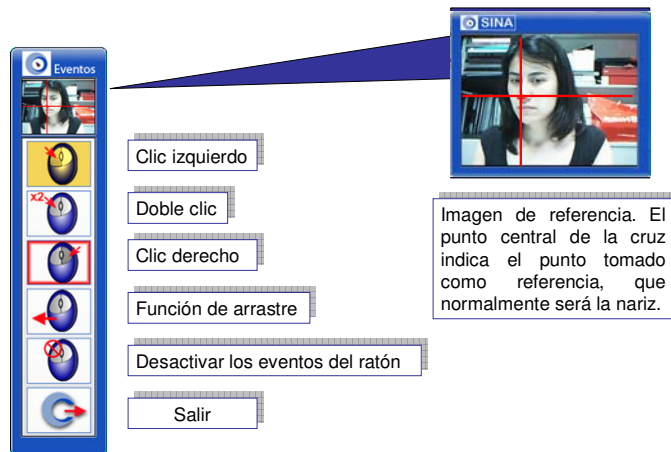 SINA
Eventos
Clic izquierdo
x2
Doble clic
Clic derecho
Función de arrastre
Desactivar los eventos del ratón
Salir
Imagen de referencia. El
punto central de la cruz
indica el punto tomado
como referencia, que
normalmente será la nariz.